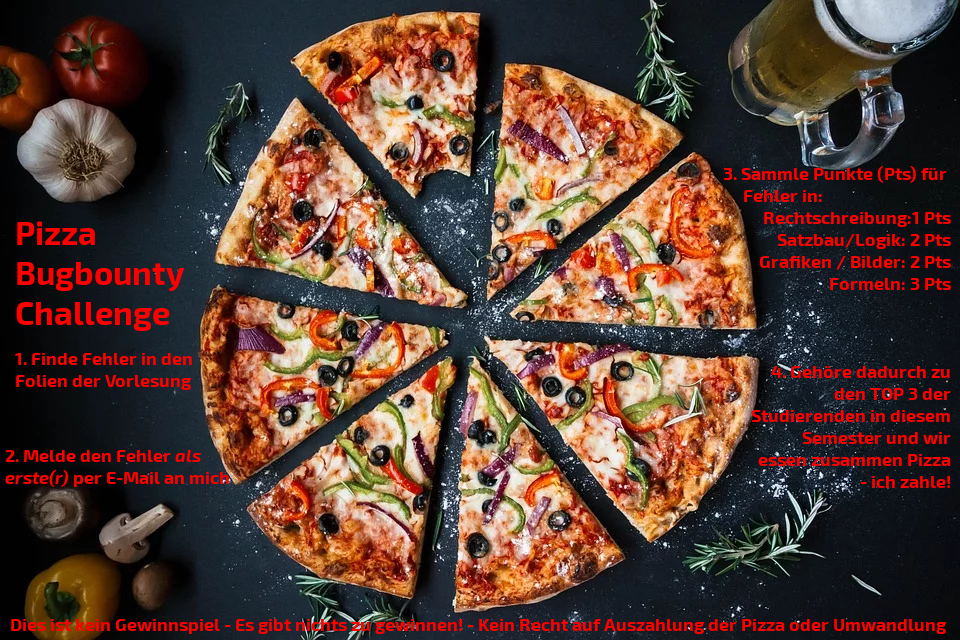 Pizza
Bugbounty
Challenge
1. Finde Fehler in den
Folien der Vorlesung
2. Melde den Fehler als
erste(r) per E-Mail an mich
3. Sammle Punkte (Pts) für
Fehler in:
Rechtschreibung:1 Pts
Satzbau/Logik: 2 Pts
Grafiken / Bilder: 2 Pts
Formeln: 3 Pts
4. Gehöre dadurch zu
den TOP 3 der
Studierenden in diesem
Semester und wir
essen zusammen Pizza
- ich zahle!
Dies ist kein Gewinnspiel - Es gibt nichts zu gewinnen! - Kein Recht auf Auszahlung der Pizza oder Umwandlung